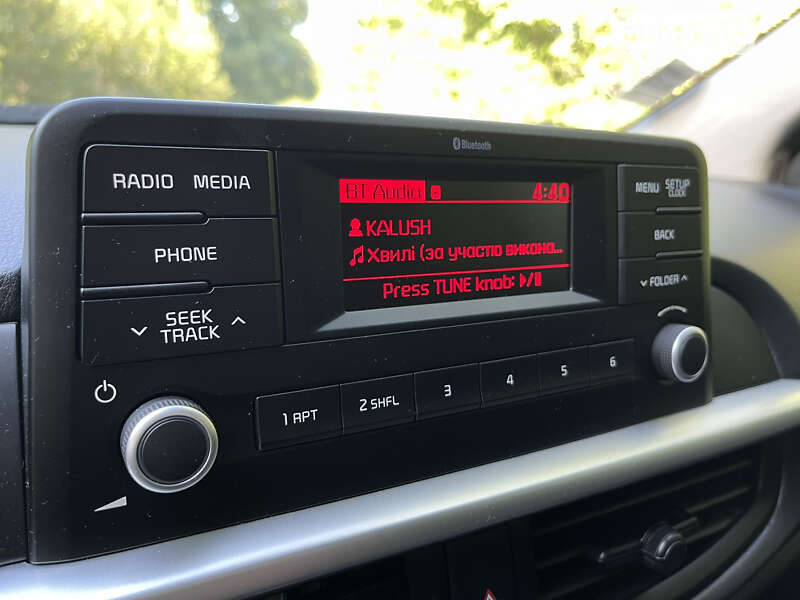 Bluetooth
RADIO MEDIA
PHONE
SEEK
TRACK
BT Audio 4:40
KALUSH
Хвилі (за участю викона...
Press TUNE knob: ▶/II
MENU SETUP
CLOCK
BACK
FOLDER
1 RPT
2 SHFL
3
4
5
6